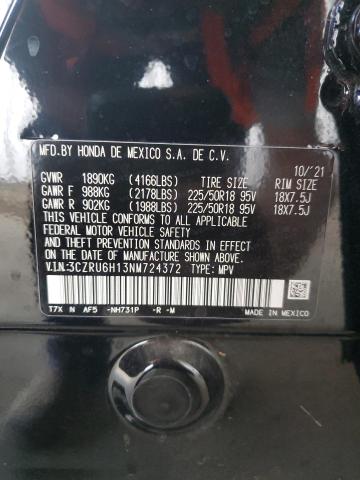 MFD.BY HONDA DE MEXICO S.A. DE C.V.
10/'21
GVWR 1890KG (4166LBS) TIRE SIZE RIM SIZE
GAWR F 988KG (2178LBS) 225/50R18 95V 18X7.5J
GAWR R 902KG (1988LBS) 225/50R18 95V 18X7.5J
THIS VEHICLE CONFORMS TO ALL APPLICABLE
FEDERAL MOTOR VEHICLE SAFETY STANDARDS IN
EFFECT ON THE DATE OF MANUFACTURE SHOWN ABOVE.
V.I.N:3CZRU6H13NM724372 TYPE: MPV
T7X N AF5 -NH731P -R -M
MADE IN MEXICO